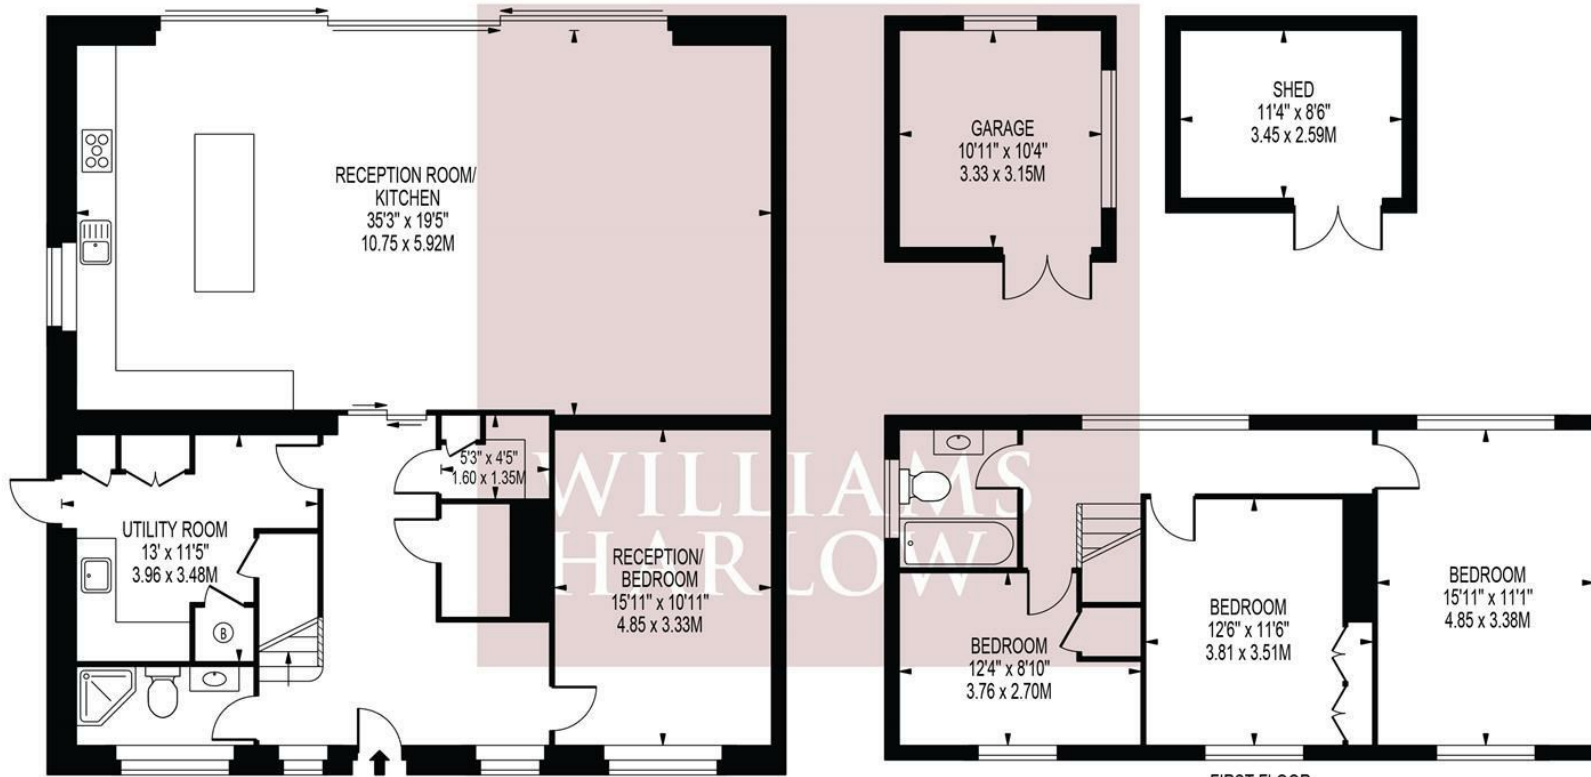 RECEPTION ROOM/
KITCHEN
35'3" x 19'5"
10.75 x 5.92M
GARAGE
10'11" x 10'4"
3.33 x 3.15M
SHED
11'4" x 8'6"
3.45 x 2.59M
5'3" x 4'5"
1.60 x 1.35M
WILLIAMS
HARLOW
UTILITY ROOM
13' x 11'5"
3.96 x 3.48M
B
RECEPTION/
BEDROOM
15'11" x 10'11"
4.85 x 3.33M
BEDROOM
12'4" x 8'10"
3.76 x 2.70M
BEDROOM
12'6" x 11'6"
3.81 x 3.51M
BEDROOM
15'11" x 11'1"
4.85 x 3.38M
FIRST FLOOR